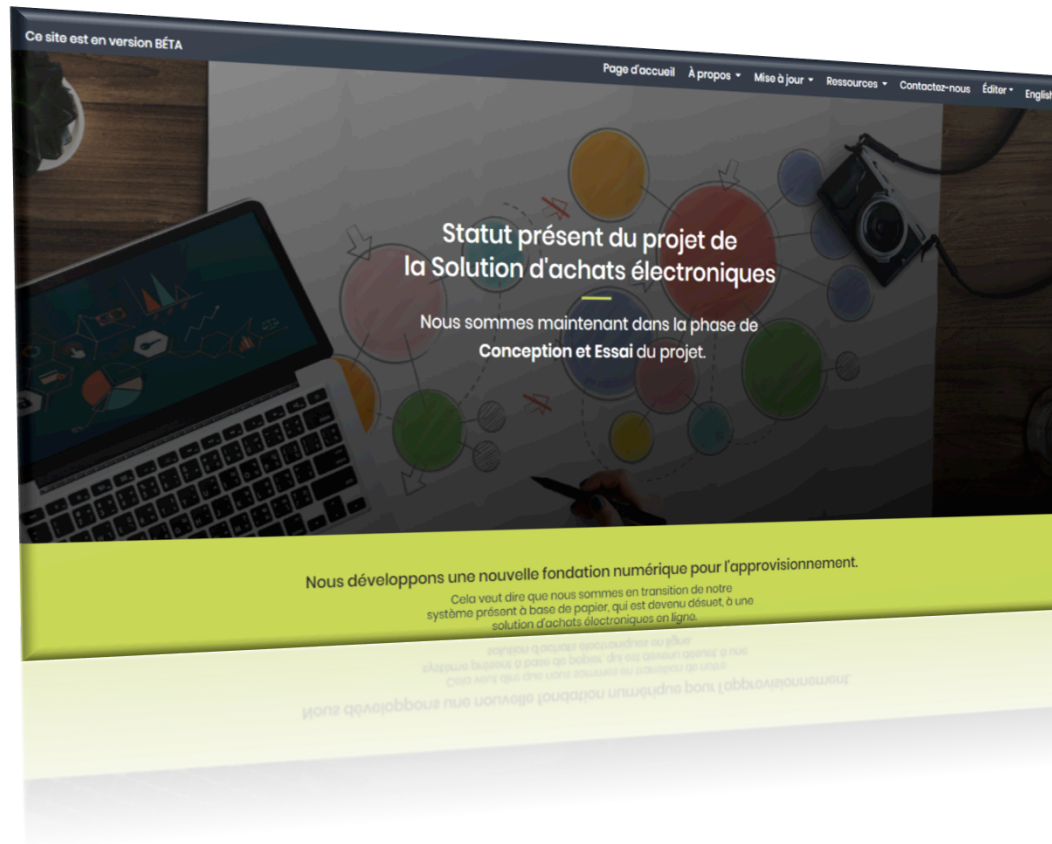 Ce site est en version BÉTA
Page d'accueil À propos Mise à jour Ressources Contactez-nous Éditer English
Statut présent du projet de
la Solution d'achats électroniques
Nous sommes maintenant dans la phase de
Conception et Essai du projet.
Nous développons une nouvelle fondation numérique pour l'approvisionnement.
Cela veut dire que nous sommes en transition de notre
système présent à base de papier, qui est devenu désuet, à une
solution d'achats électroniques en ligne.